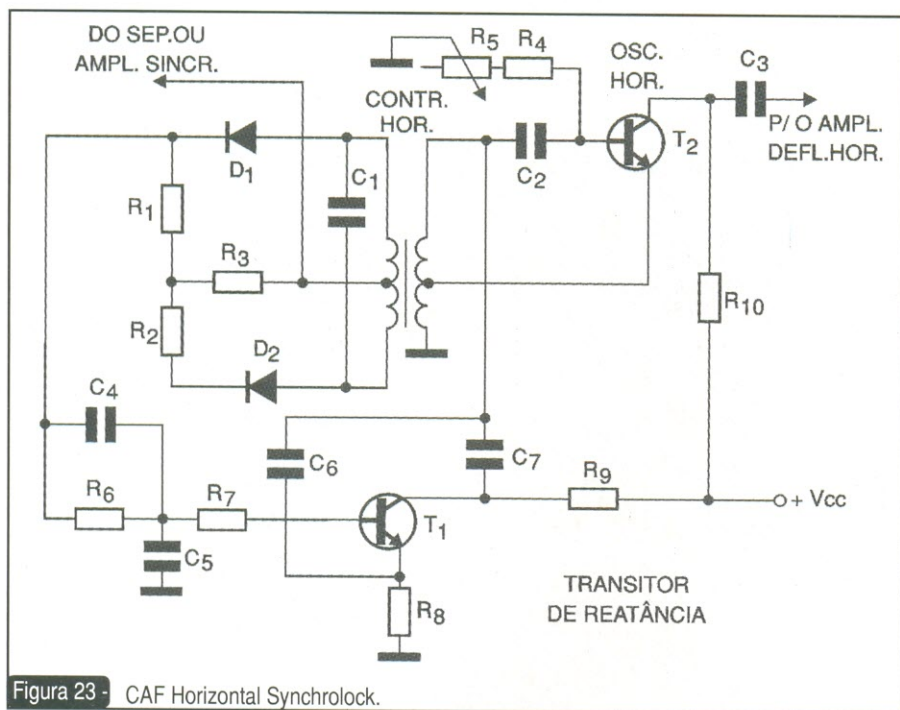 DO SEP.OU
AMPL. SINCR.
R5
R4
OSC.
HOR.
C3
CONTR.
HOR.
P/ O AMPL.
DEFL.HOR.
D1
C1
C2
T2
R1
R3
R2
D2
R10
C4
C6
C7
R9
+ Vcc
R6
R7
T1
C5
R8
TRANSITOR
DE REATÂNCIA
Figura 23 - CAF Horizontal Synchrolock.